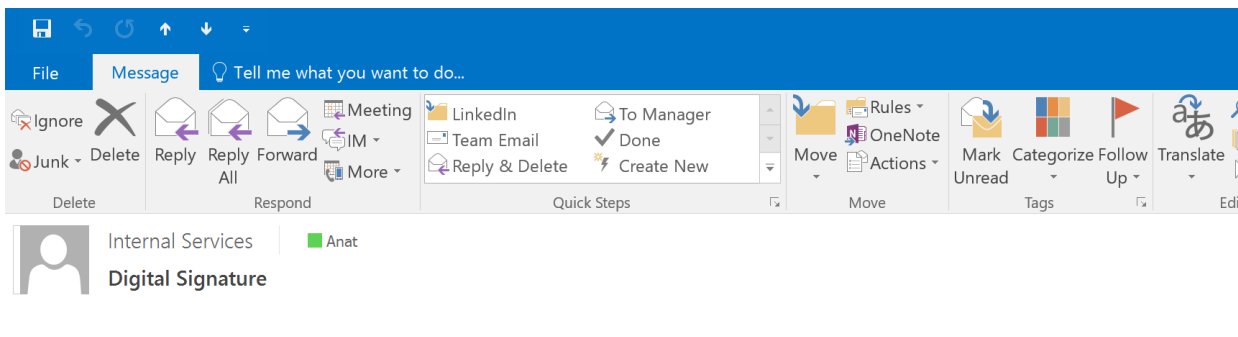 File Message Tell me what you want to do...
Ignore
Junk
Delete
Reply
Reply All
Forward
Meeting
IM
More
LinkedIn
Team Email
Reply & Delete
To Manager
Done
Create New
Move
Rules
OneNote
Actions
Mark Unread
Categorize
Follow Up
Translate
Delete Respond Quick Steps Move Tags Edi
Internal Services Anat
Digital Signature